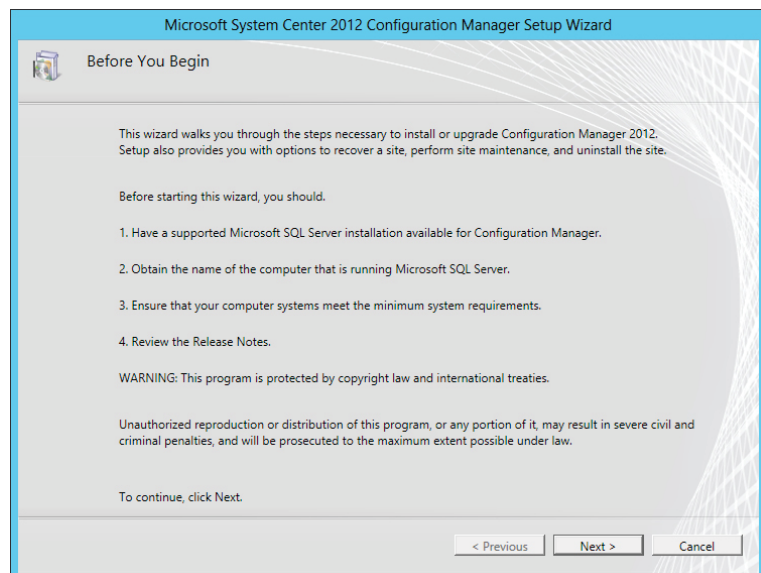 Microsoft System Center 2012 Configuration Manager Setup Wizard
Before You Begin
This wizard walks you through the steps necessary to install or upgrade Configuration Manager 2012.
Setup also provides you with options to recover a site, perform site maintenance, and uninstall the site.
Before starting this wizard, you should.
1. Have a supported Microsoft SQL Server installation available for Configuration Manager.
2. Obtain the name of the computer that is running Microsoft SQL Server.
3. Ensure that your computer systems meet the minimum system requirements.
4. Review the Release Notes.
WARNING: This program is protected by copyright law and international treaties.
Unauthorized reproduction or distribution of this program, or any portion of it, may result in severe civil and
criminal penalties, and will be prosecuted to the maximum extent possible under law.
To continue, click Next.
< Previous Next > Cancel